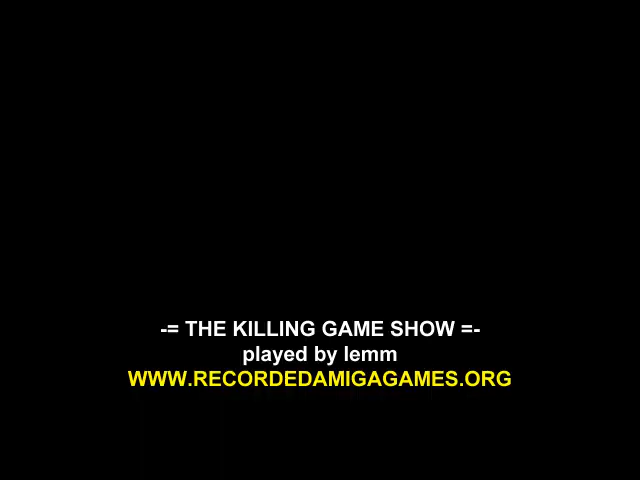 -= THE KILLING GAME SHOW =-
played by lemm
WWW.RECORDEDAMIGAGAMES.ORG